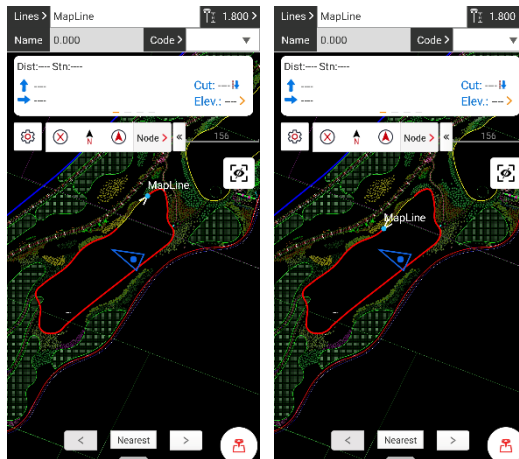 Lines > MapLine 1.800 >
Name 0.000 Code >
Dist:---- Stn:----
---- Cut: ----
---- Elev.: --- >
N Node > « 156
MapLine
< Nearest >
Lines > MapLine 1.800 >
Name 0.000 Code >
Dist:---- Stn:----
---- Cut: ----
---- Elev.: --- >
N Node > « 156
MapLine
< Nearest >